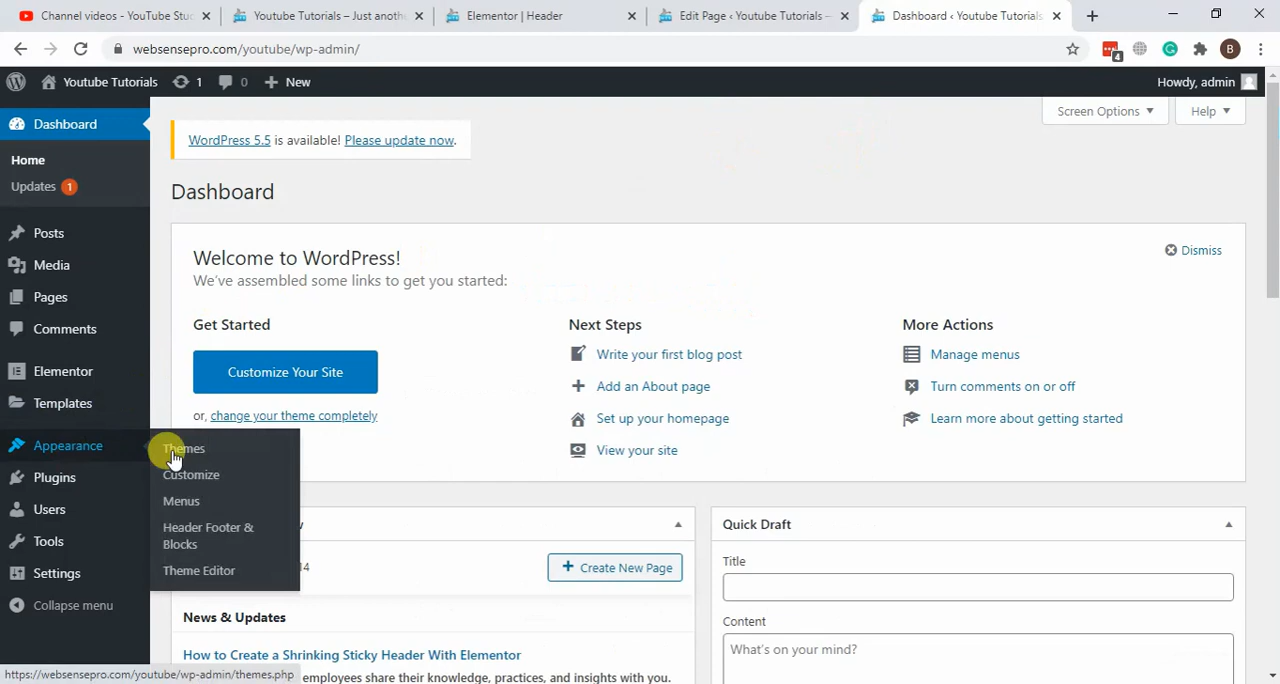 Channel videos - YouTube Stud
Youtube Tutorials – Just anothe
Elementor | Header
Edit Page ‹ Youtube Tutorials –
Dashboard ‹ Youtube Tutorials
websensepro.com/youtube/wp-admin/
4
B
Youtube Tutorials
1
0
New
Howdy, admin
Dashboard
Home
Updates 1
Posts
Media
Pages
Comments
Elementor
Templates
Appearance
Plugins
Users
Tools
Settings
Collapse menu
Themes
Customize
Menus
Header Footer &
Blocks
Theme Editor
Screen Options
Help
WordPress 5.5 is available! Please update now.
Dashboard
Welcome to WordPress!
We've assembled some links to get you started:
Dismiss
Get Started
Customize Your Site
or, change your theme completely
Next Steps
Write your first blog post
Add an About page
Set up your homepage
View your site
More Actions
Manage menus
Turn comments on or off
Learn more about getting started
14
Create New Page
News & Updates
How to Create a Shrinking Sticky Header With Elementor
employees share their knowledge, practices, and insights with you.
Quick Draft
Title
Content
What's on your mind?
https://websensepro.com/youtube/wp-admin/themes.php